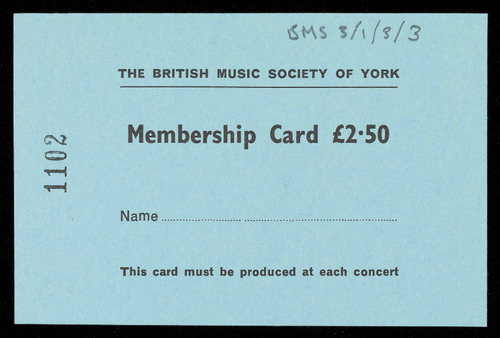 BMS 3/1/3/3
THE BRITISH MUSIC SOCIETY OF YORK
Membership Card £2·50
1102
Name
This card must be produced at each concert